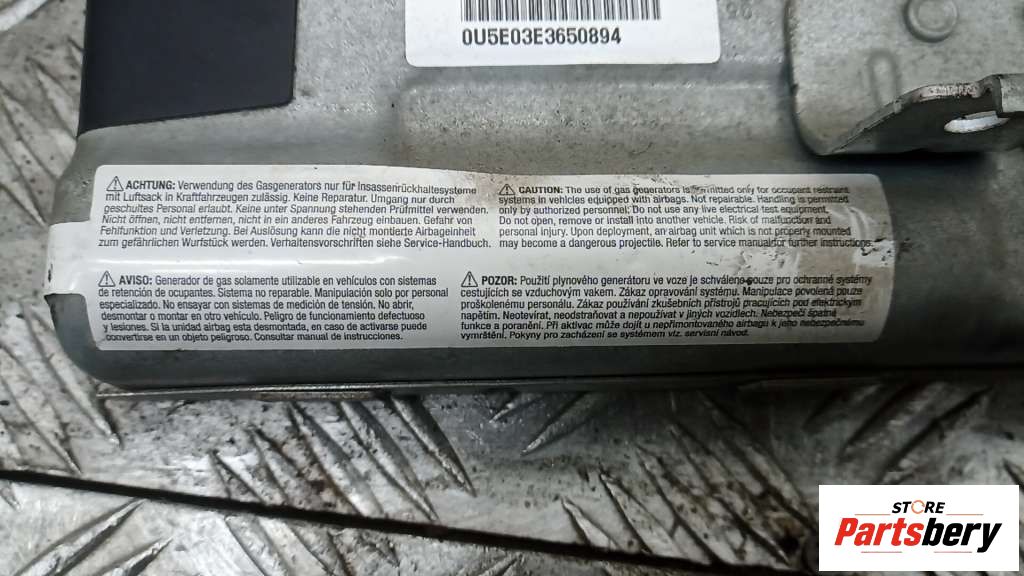 0U5E03E3650894
ACHTUNG: Verwendung des Gasgenerators nur für Insassenrückhaltesysteme
mit Luftsack in Kraftfahrzeugen zulässig. Keine Reparatur. Umgang nur durch
geschultes Personal erlaubt. Keine unter Spannung stehenden Prüfmittel verwenden.
Nicht öffnen, nicht entfernen, nicht in ein anderes Fahrzeug einbauen. Gefahr von
Fehlfunktion und Verletzung. Bei Auslösung kann die nicht montierte Airbageinheit
zum gefährlichen Wurfstück werden. Verhaltensvorschriften siehe Service-Handbuch.
CAUTION: The use of gas generators is permitted only for occupant restraint
systems in vehicles equipped with airbags. Not repairable. Handling is permitted
only by authorized personnel. Do not use any live electrical test equipment.
Do not open, remove or install into another vehicle. Risk of malfunction and
personal injury. Upon deployment, an airbag unit which is not properly mounted
may become a dangerous projectile. Refer to service manual for further instructions.
AVISO: Generador de gas solamente utilizable en vehículos con sistemas
de retención de ocupantes. Sistema no reparable. Manipulación solo por personal
especializado. No ensayar con sistemas de medición de tensión. No abrir,
desmontar o montar en otro vehículo. Peligro de funcionamiento defectuoso
y lesiones. Si la unidad airbag esta desmontada, en caso de activarse puede
convertirse en un objeto peligroso. Consultar manual de instrucciones.
POZOR: Použití plynového generátoru ve voze je schváleno pouze pro ochranné systémy
cestujících se vzduchovým vakem. Zákaz opravování systému. Manipulace povolená pouze
proškolenému personálu. Zákaz používání zkušebních přístrojů pracujících pod elektrickým
napětím. Neotevírat, neodstraňovat a nepoužívat v jiných vozidlech. Nebezpečí špatné
funkce a poranění. Při aktivac může dojít u nepřimontovaného airbagu k jeho nebezpečnému
vymrštění. Pokyny pro zacházení se systémem viz. servisní návod.
STORE
Partsbery